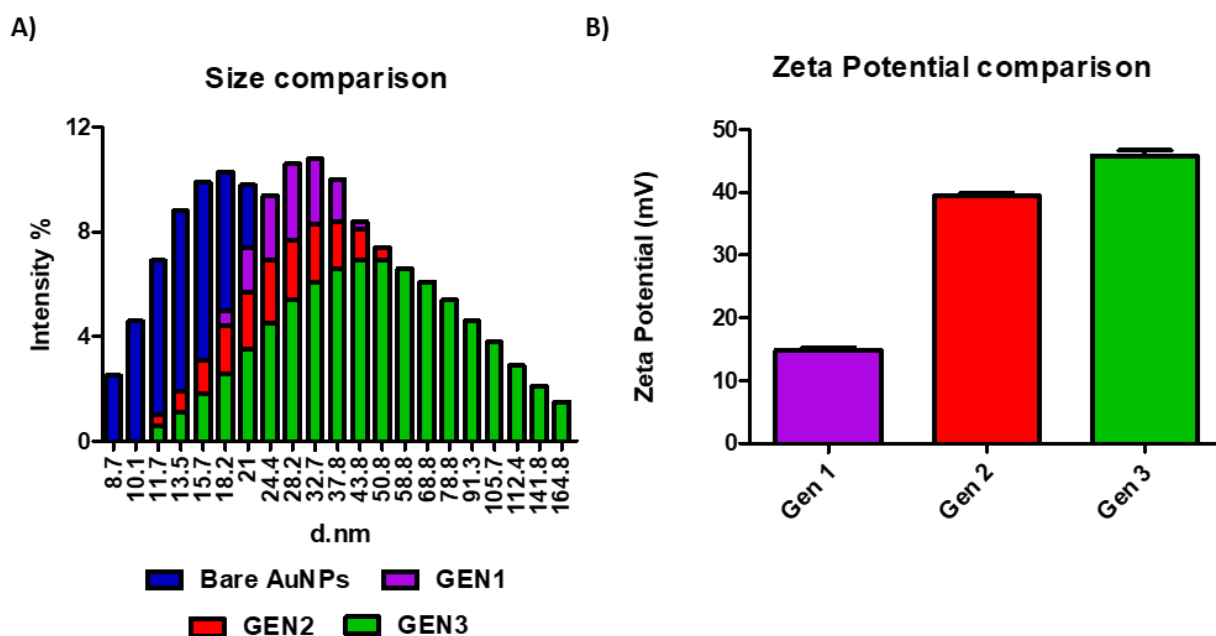 A)
Size comparison
Intensity %
12
8
4
0
8.7
10.1
11.7
13.5
15.7
18.2
21
24.4
28.2
32.7
37.8
43.8
50.8
58.8
68.8
78.8
91.3
105.7
112.4
141.8
164.8
d.nm
Bare AuNPs
GEN1
GEN2
GEN3
B)
Zeta Potential comparison
Zeta Potential (mV)
50
40
30
20
10
0
Gen 1
Gen 2
Gen 3